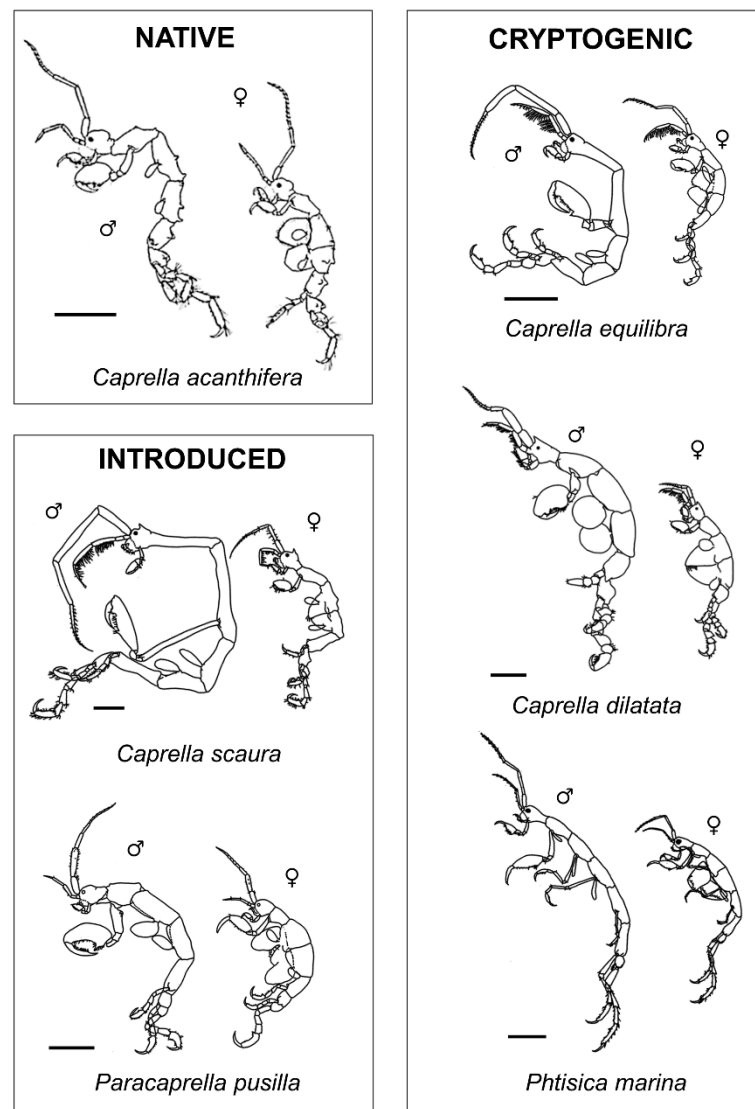 NATIVE
♀
♂
Caprella acanthifera
INTRODUCED
♂
♀
Caprella scaura
♂
♀
Paracaprella pusilla
CRYPTOGENIC
♂
♀
Caprella equilibra
♂
♀
Caprella dilatata
♂
♀
Phtisica marina